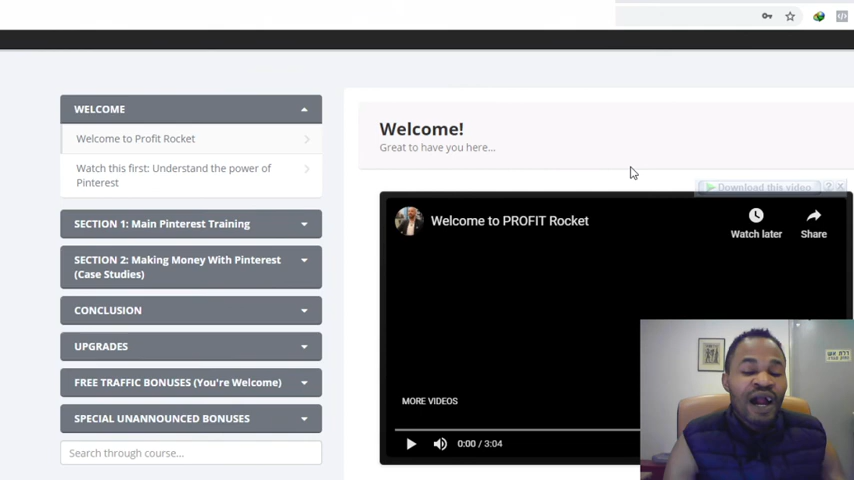 WELCOME
Welcome to Profit Rocket
Watch this first: Understand the power of
Pinterest
SECTION 1: Main Pinterest Training
SECTION 2: Making Money With Pinterest
(Case Studies)
CONCLUSION
UPGRADES
FREE TRAFFIC BONUSES (You're Welcome)
SPECIAL UNANNOUNCED BONUSES
Search through course...
Welcome!
Great to have you here...
Download this video
?
Welcome to PROFIT Rocket
Watch later
Share
MORE VIDEOS
0:00 / 3:04